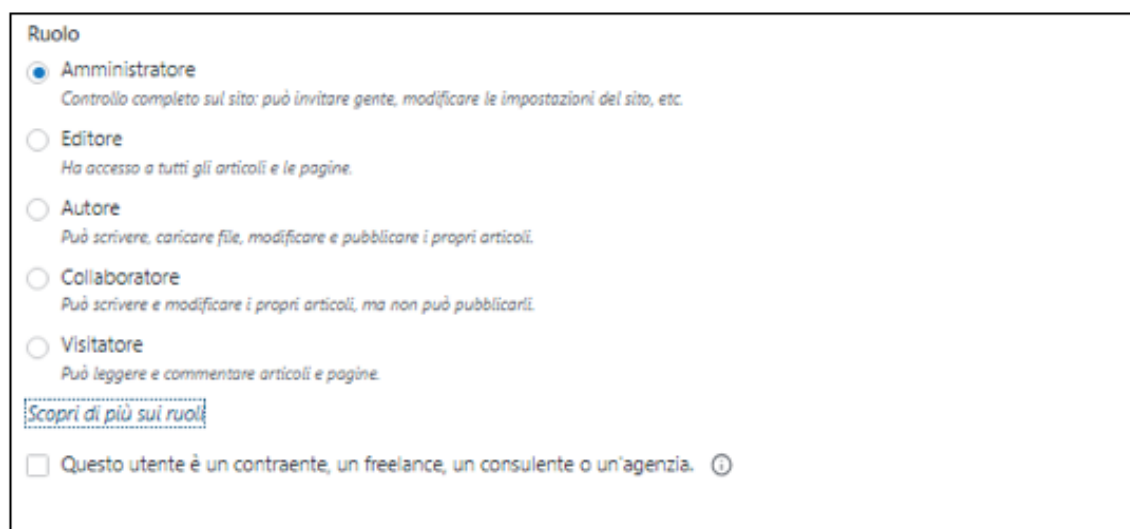 Ruolo
Amministratore
Controllo completo sul sito: può invitare gente, modificare le impostazioni del sito, etc.
Editore
Ha accesso a tutti gli articoli e le pagine.
Autore
Può scrivere, caricare file, modificare e pubblicare i propri articoli.
Collaboratore
Può scrivere e modificare i propri articoli, ma non può pubblicarli.
Visitatore
Può leggere e commentare articoli e pagine.
Scopri di più sui ruoli
Questo utente è un contraente, un freelance, un consulente o un'agenzia.